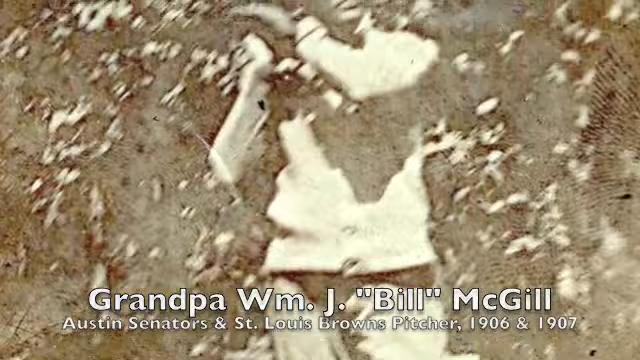 Grandpa Wm. J. "Bill" McGill
Austin Senators & St. Louis Browns Pitcher, 1906 & 1907